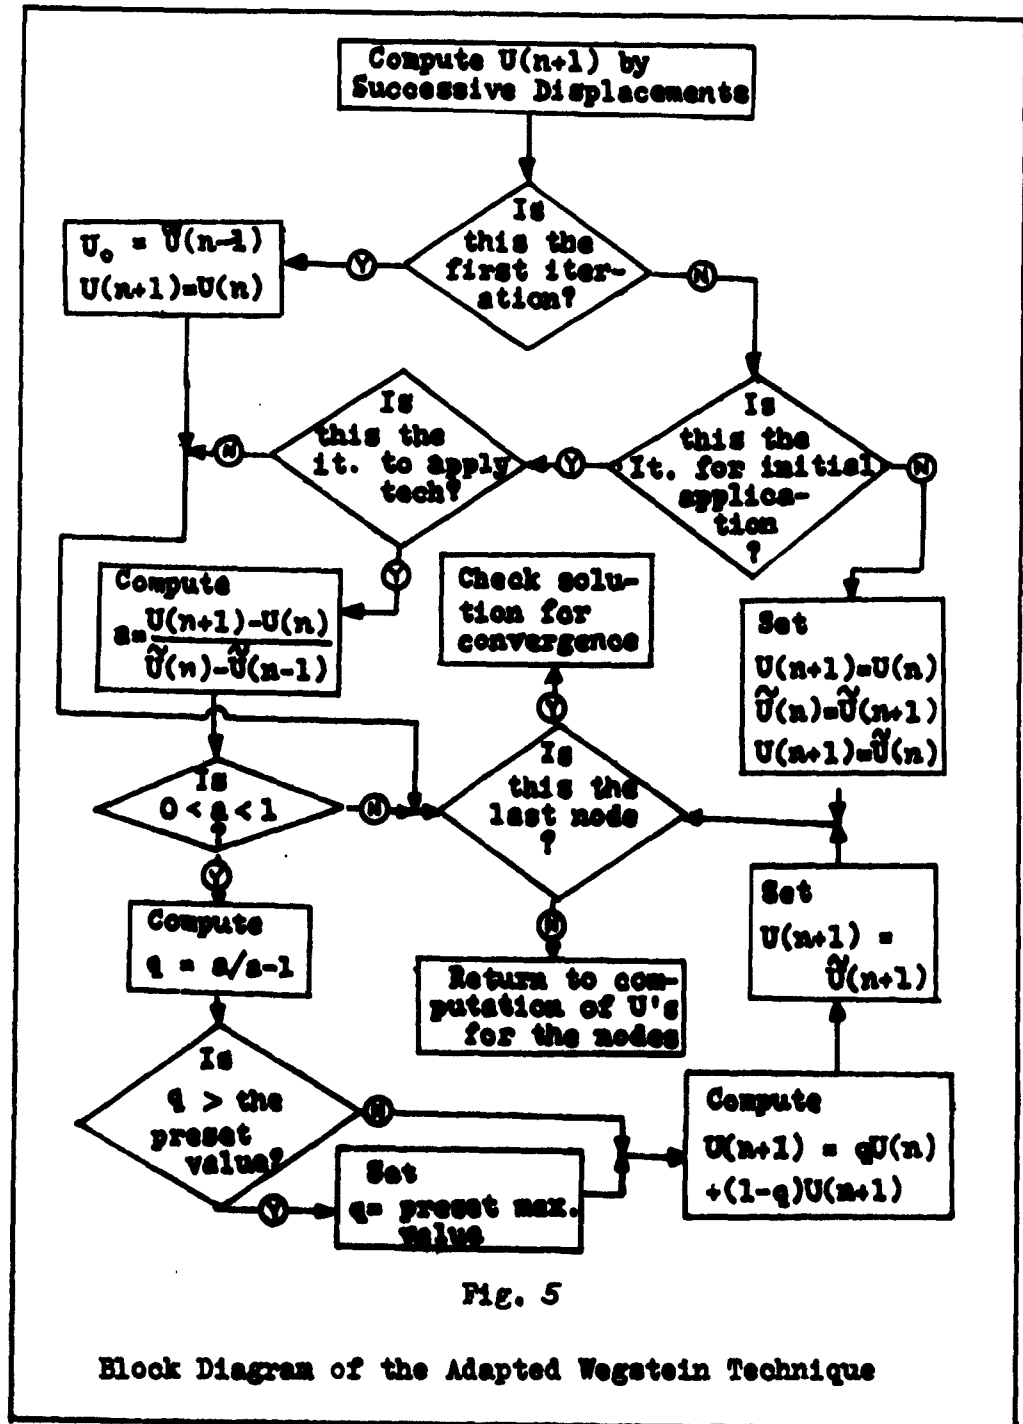 Compute U(n+1) by
Successive Displacements
Is
this the
first iter-
ation?
Y
N
U₀ = Ũ(n-1)
U(n+1)=U(n)
Is
this the
it. to apply
tech?
N
Y
Y
Is
this the
It. for initial
applica-
tion
?
N
Compute
a=U(n+1)-U(n)
Ũ(n)-Ũ(n-1)
Check solu-
tion for
convergence
Set
U(n+1)=U(n)
Ũ(n)=Ũ(n+1)
U(n+1)=Ũ(n)
Y
Is
0 < a < 1
?
N
Is
this the
last node
?
Y
N
Compute
q = a/a-1
Set
U(n+1) =
Ũ(n+1)
Return to com-
putation of U's
for the nodes
Is
q > the
preset
value?
N
Y
Set
q= preset max.
value
Compute
U(n+1) = qU(n)
+(1-q)U(n+1)
Fig. 5
Block Diagram of the Adapted Wegstein Technique